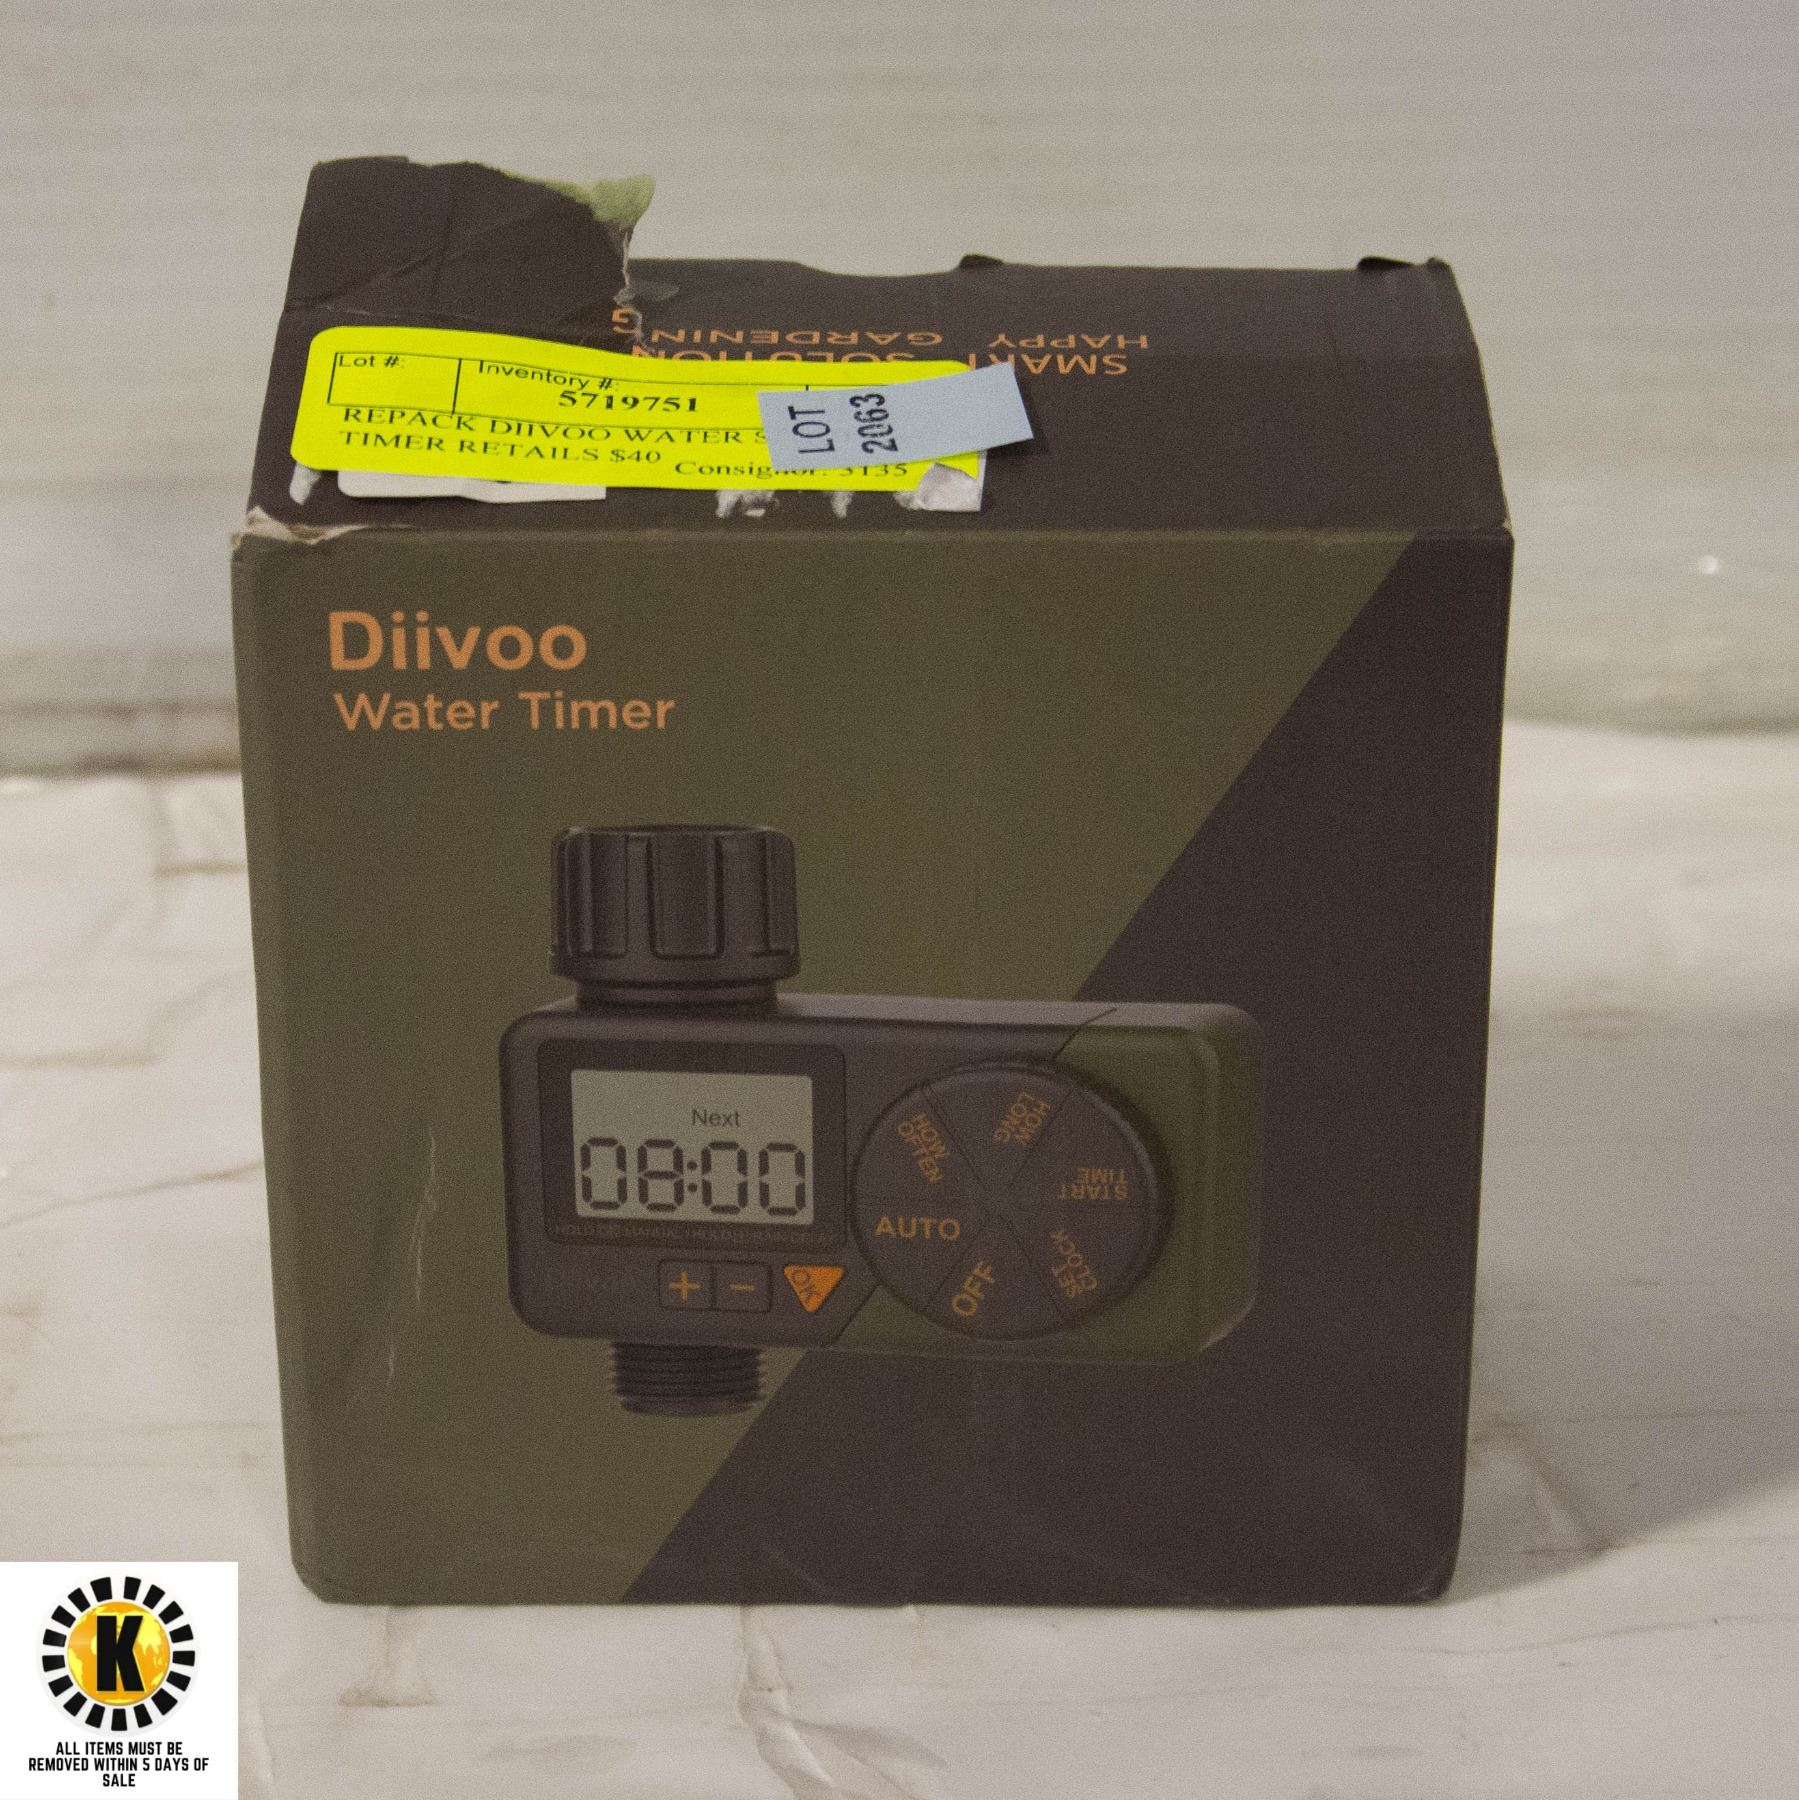 HAPPY GARDENING
SMART SOLUTION
Lot #:
Inventory #:
5719751
REPACK DIIVOO WATER
TIMER RETAILS $40
Consignor: 3135
LOT
2063
Diivoo
Water Timer
Next
08:00
HOW OFTEN
HOW LONG
START TIME
SET CLOCK
OFF
AUTO
+
−
OK
K
ALL ITEMS MUST BE
REMOVED WITHIN 5 DAYS OF
SALE